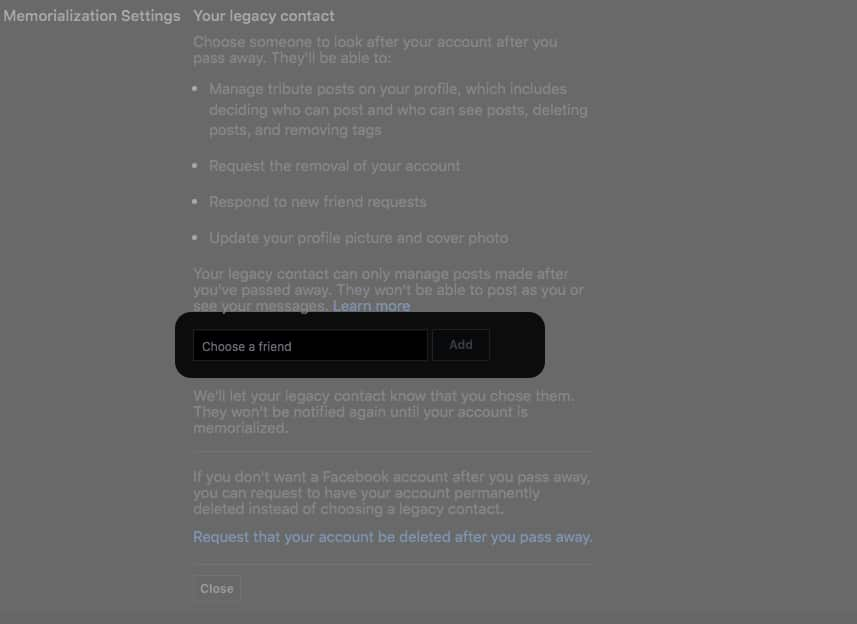 Memorialization Settings
Your legacy contact
Choose someone to look after your account after you
pass away. They'll be able to:
• Manage tribute posts on your profile, which includes
deciding who can post and who can see posts, deleting
posts, and removing tags
• Request the removal of your account
• Respond to new friend requests
• Update your profile picture and cover photo
Your legacy contact can only manage posts made after
you've passed away. They won't be able to post as you or
see your messages. Learn more
Choose a friend Add
We'll let your legacy contact know that you chose them.
They won't be notified again until your account is
memorialized.
If you don't want a Facebook account after you pass away,
you can request to have your account permanently
deleted instead of choosing a legacy contact.
Request that your account be deleted after you pass away.
Close